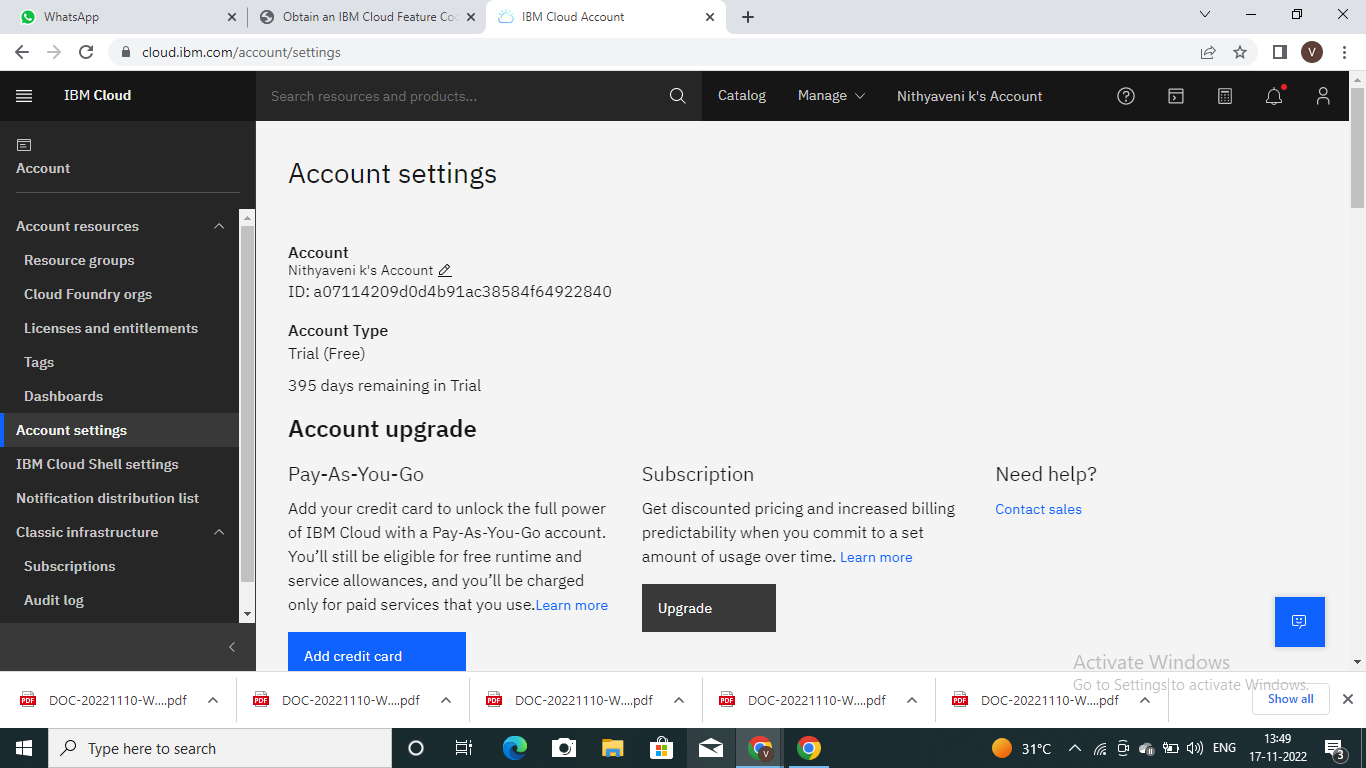 WhatsApp
Obtain an IBM Cloud Feature Co
IBM Cloud Account
cloud.ibm.com/account/settings
V
IBM Cloud
Search resources and products...
Catalog
Manage
Nithyaveni k's Account
Account
Account resources
Resource groups
Cloud Foundry orgs
Licenses and entitlements
Tags
Dashboards
Account settings
IBM Cloud Shell settings
Notification distribution list
Classic infrastructure
Subscriptions
Audit log
Account settings
Account
Nithyaveni k's Account
ID: a07114209d0d4b91ac38584f64922840
Account Type
Trial (Free)
395 days remaining in Trial
Account upgrade
Pay-As-You-Go
Add your credit card to unlock the full power
of IBM Cloud with a Pay-As-You-Go account.
You’ll still be eligible for free runtime and
service allowances, and you’ll be charged
only for paid services that you use.Learn more
Add credit card
Subscription
Get discounted pricing and increased billing
predictability when you commit to a set
amount of usage over time. Learn more
Upgrade
Need help?
Contact sales
Activate Windows
Go to Settings to activate Windows.
PDF DOC-20221110-W....pdf
PDF DOC-20221110-W....pdf
PDF DOC-20221110-W....pdf
PDF DOC-20221110-W....pdf
PDF DOC-20221110-W....pdf
Show all
Type here to search
V
31°C
ENG
13:49
17-11-2022
3